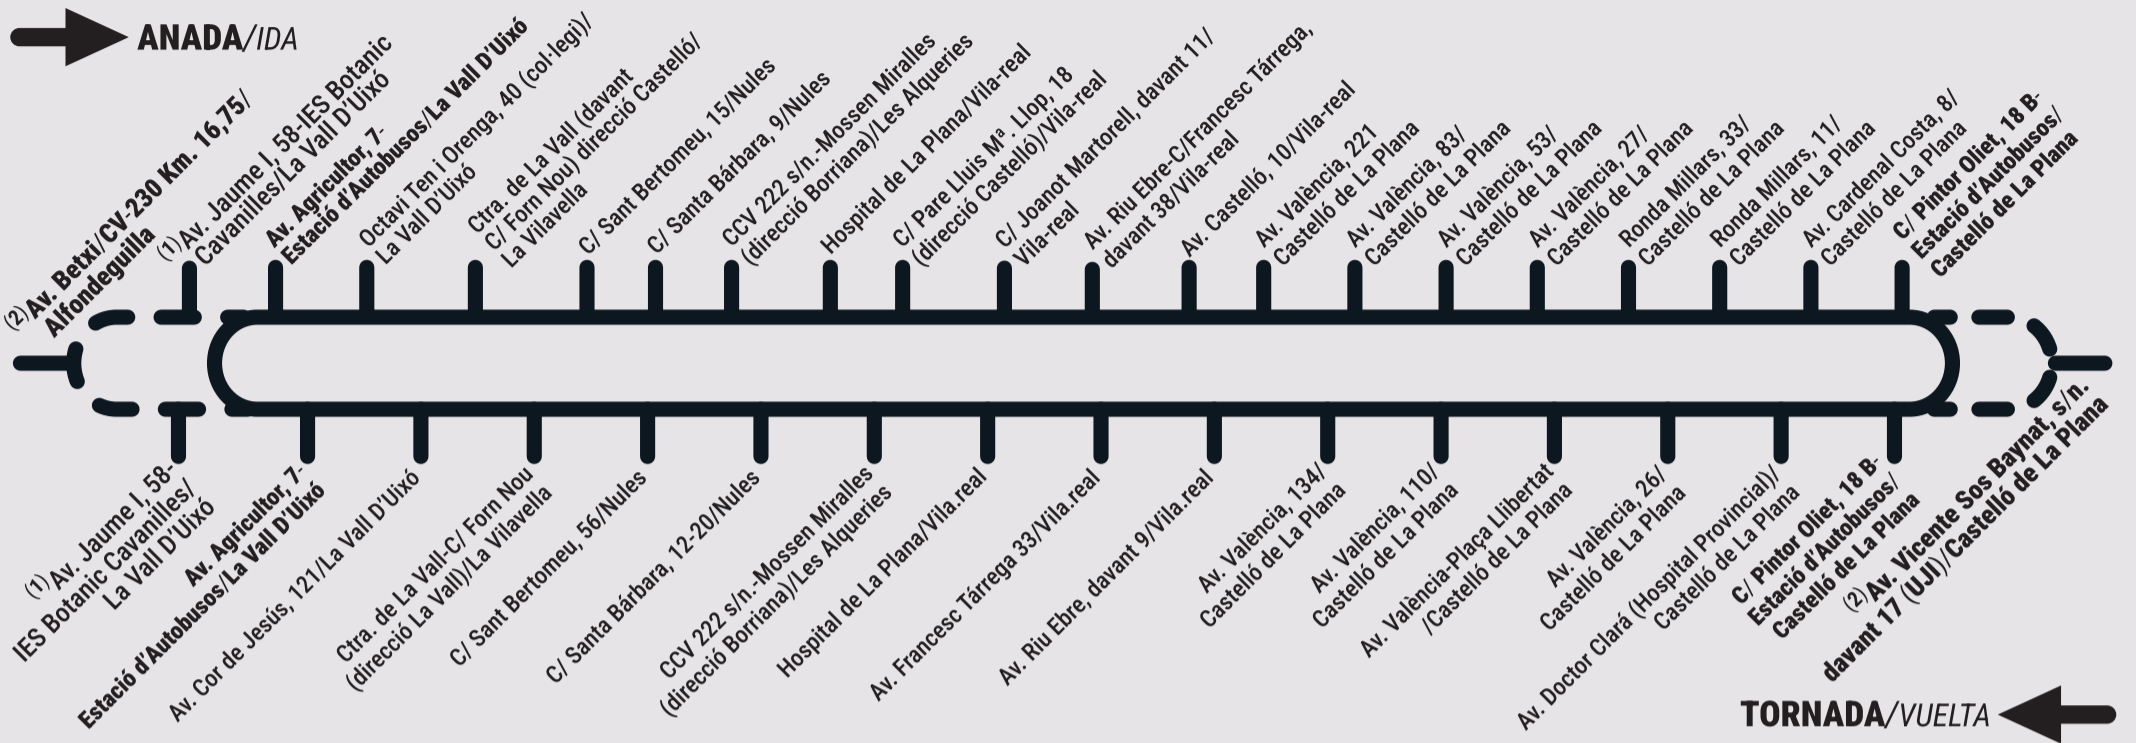 ANADA/IDA
(2)Av. Betxi/CV-230 Km. 16,75/
Alfondeguilla
(1)Av. Jaume I, 58-IES Botanic
Cavanilles/La Vall D'Uixó
Av. Agricultor, 7-
Estació d'Autobusos/La Vall D'Uixó
Octavi Ten i Orenga, 40 (col·legi)/
La Vall D'Uixó
Ctra. de La Vall (davant
C/ Forn Nou) direcció Castelló/
La Vilavella
C/ Sant Bertomeu, 15/Nules
C/ Santa Bárbara, 9/Nules
CCV 222 s/n.-Mossen Miralles
(direcció Borriana)/Les Alqueries
Hospital de La Plana/Vila-real
C/ Pare Lluis Mª. Llop, 18
(direcció Castelló)/Vila-real
C/ Joanot Martorell, davant 11/
Vila-real
Av. Riu Ebre-C/Francesc Tárrega,
davant 38/Vila-real
Av. Castelló, 10/Vila-real
Av. València, 221
Castelló de La Plana
Av. València, 83/
Castelló de La Plana
Av. València, 53/
Castelló de La Plana
Av. València, 27/
Castelló de La Plana
Ronda Millars, 33/
Castelló de La Plana
Ronda Millars, 11/
Castelló de La Plana
Av. Cardenal Costa, 8/
Castelló de La Plana
C/ Pintor Oliet, 18 B-
Estació d'Autobusos/
Castelló de La Plana
(1)Av. Jaume I, 58-
IES Botanic Cavanilles/
La Vall D'Uixó
Av. Agricultor, 7-
Estació d'Autobusos/La Vall D'Uixó
Av. Cor de Jesús, 121/La Vall D'Uixó
Ctra. de La Vall-C/ Forn Nou
(direcció La Vall)/La Vilavella
C/ Sant Bertomeu, 56/Nules
C/ Santa Bárbara, 12-20/Nules
CCV 222 s/n.-Mossen Miralles
(direció Borriana)/Les Alqueries
Hospital de La Plana/Vila.real
Av. Francesc Tárrega 33/Vila.real
Av. Riu Ebre, davant 9/Vila.real
Av. València, 134/
Castelló de La Plana
Av. València, 110/
Castelló de La Plana
Av. València-Plaça Llibertat
/Castelló de La Plana
Av. València, 26/
Castelló de La Plana
Av. Doctor Clará (Hospital Provincial)/
Castelló de La Plana
C/ Pintor Oliet, 18 B-
Estació d'Autobusos/
Castelló de La Plana
(2)Av. Vicente Sos Baynat, s/n.
davant 17 (UJI)/Castelló de La Plana
TORNADA/VUELTA